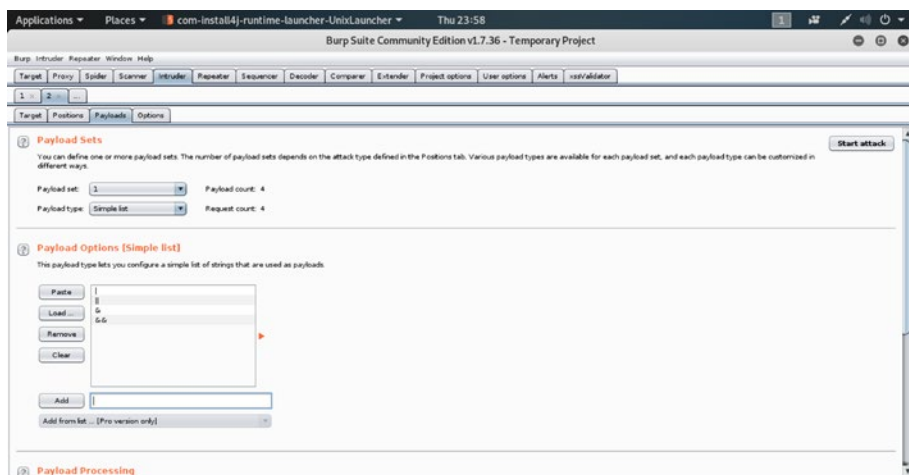 Applications Places com-install4j-runtime-launcher-UnixLauncher Thu 23:58 1
Burp Suite Community Edition v1.7.36 - Temporary Project
Burp Intruder Repeater Window Help
Target Proxy Spider Scanner Intruder Repeater Sequencer Decoder Comparer Extender Project options User options Alerts xssValidator
1 × 2 × ...
Target Positions Payloads Options
? Payload Sets
Start attack
You can define one or more payload sets. The number of payload sets depends on the attack type defined in the Positions tab. Various payload types are available for each payload set, and each payload type can be customized in
different ways.
Payload set: 1 Payload count: 4
Payload type: Simple list Request count: 4
? Payload Options [Simple list]
This payload type lets you configure a simple list of strings that are used as payloads.
Paste
Load ...
Remove
Clear
|
||
&
&&
Add
Add from list ... [Pro version only]
? Payload Processing